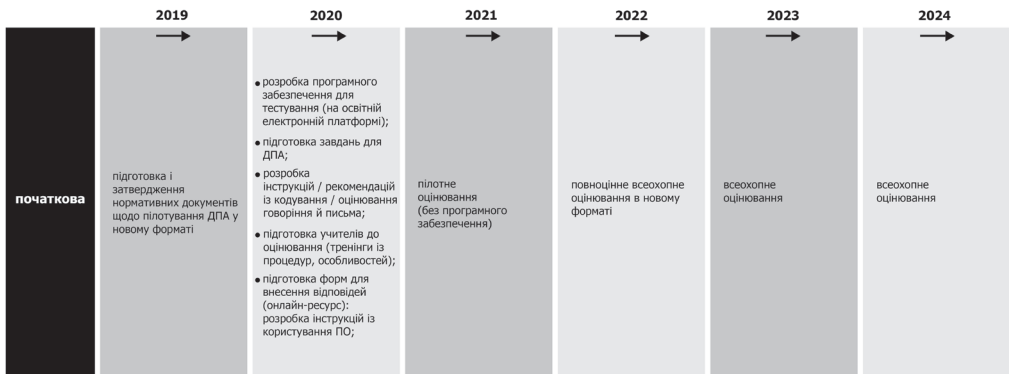 2019
2020
2021
2022
2023
2024
початкова
підготовка і
затвердження
нормативних документів
щодо пілотування ДПА у
новому форматі
● розробка програмного
забезпечення для
тестування (на освітній
електронній платформі);
● підготовка завдань для
ДПА;
● розробка
інструкцій / рекомендацій
із кодування / оцінювання
говоріння й письма;
● підготовка учителів до
оцінювання (тренінги із
процедур, особливостей);
● підготовка форм для
внесення відповідей
(онлайн-ресурс):
розробка інструкцій із
користування ПО;
пілотне
оцінювання
(без програмного
забезпечення)
повноцінне всеохопне
оцінювання в новому
форматі
всеохопне
оцінювання
всеохопне
оцінювання